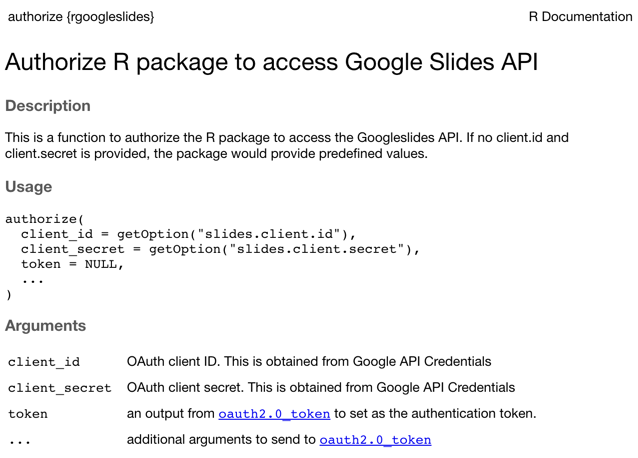 authorize {rgoogleslides} R Documentation
Authorize R package to access Google Slides API
Description
This is a function to authorize the R package to access the Googleslides API. If no client.id and
client.secret is provided, the package would provide predefined values.
Usage
authorize(
  client_id = getOption("slides.client.id"),
  client_secret = getOption("slides.client.secret"),
  token = NULL,
  ...
)
Arguments
client_id OAuth client ID. This is obtained from Google API Credentials
client_secret OAuth client secret. This is obtained from Google API Credentials
token an output from oauth2.0_token to set as the authentication token.
... additional arguments to send to oauth2.0_token